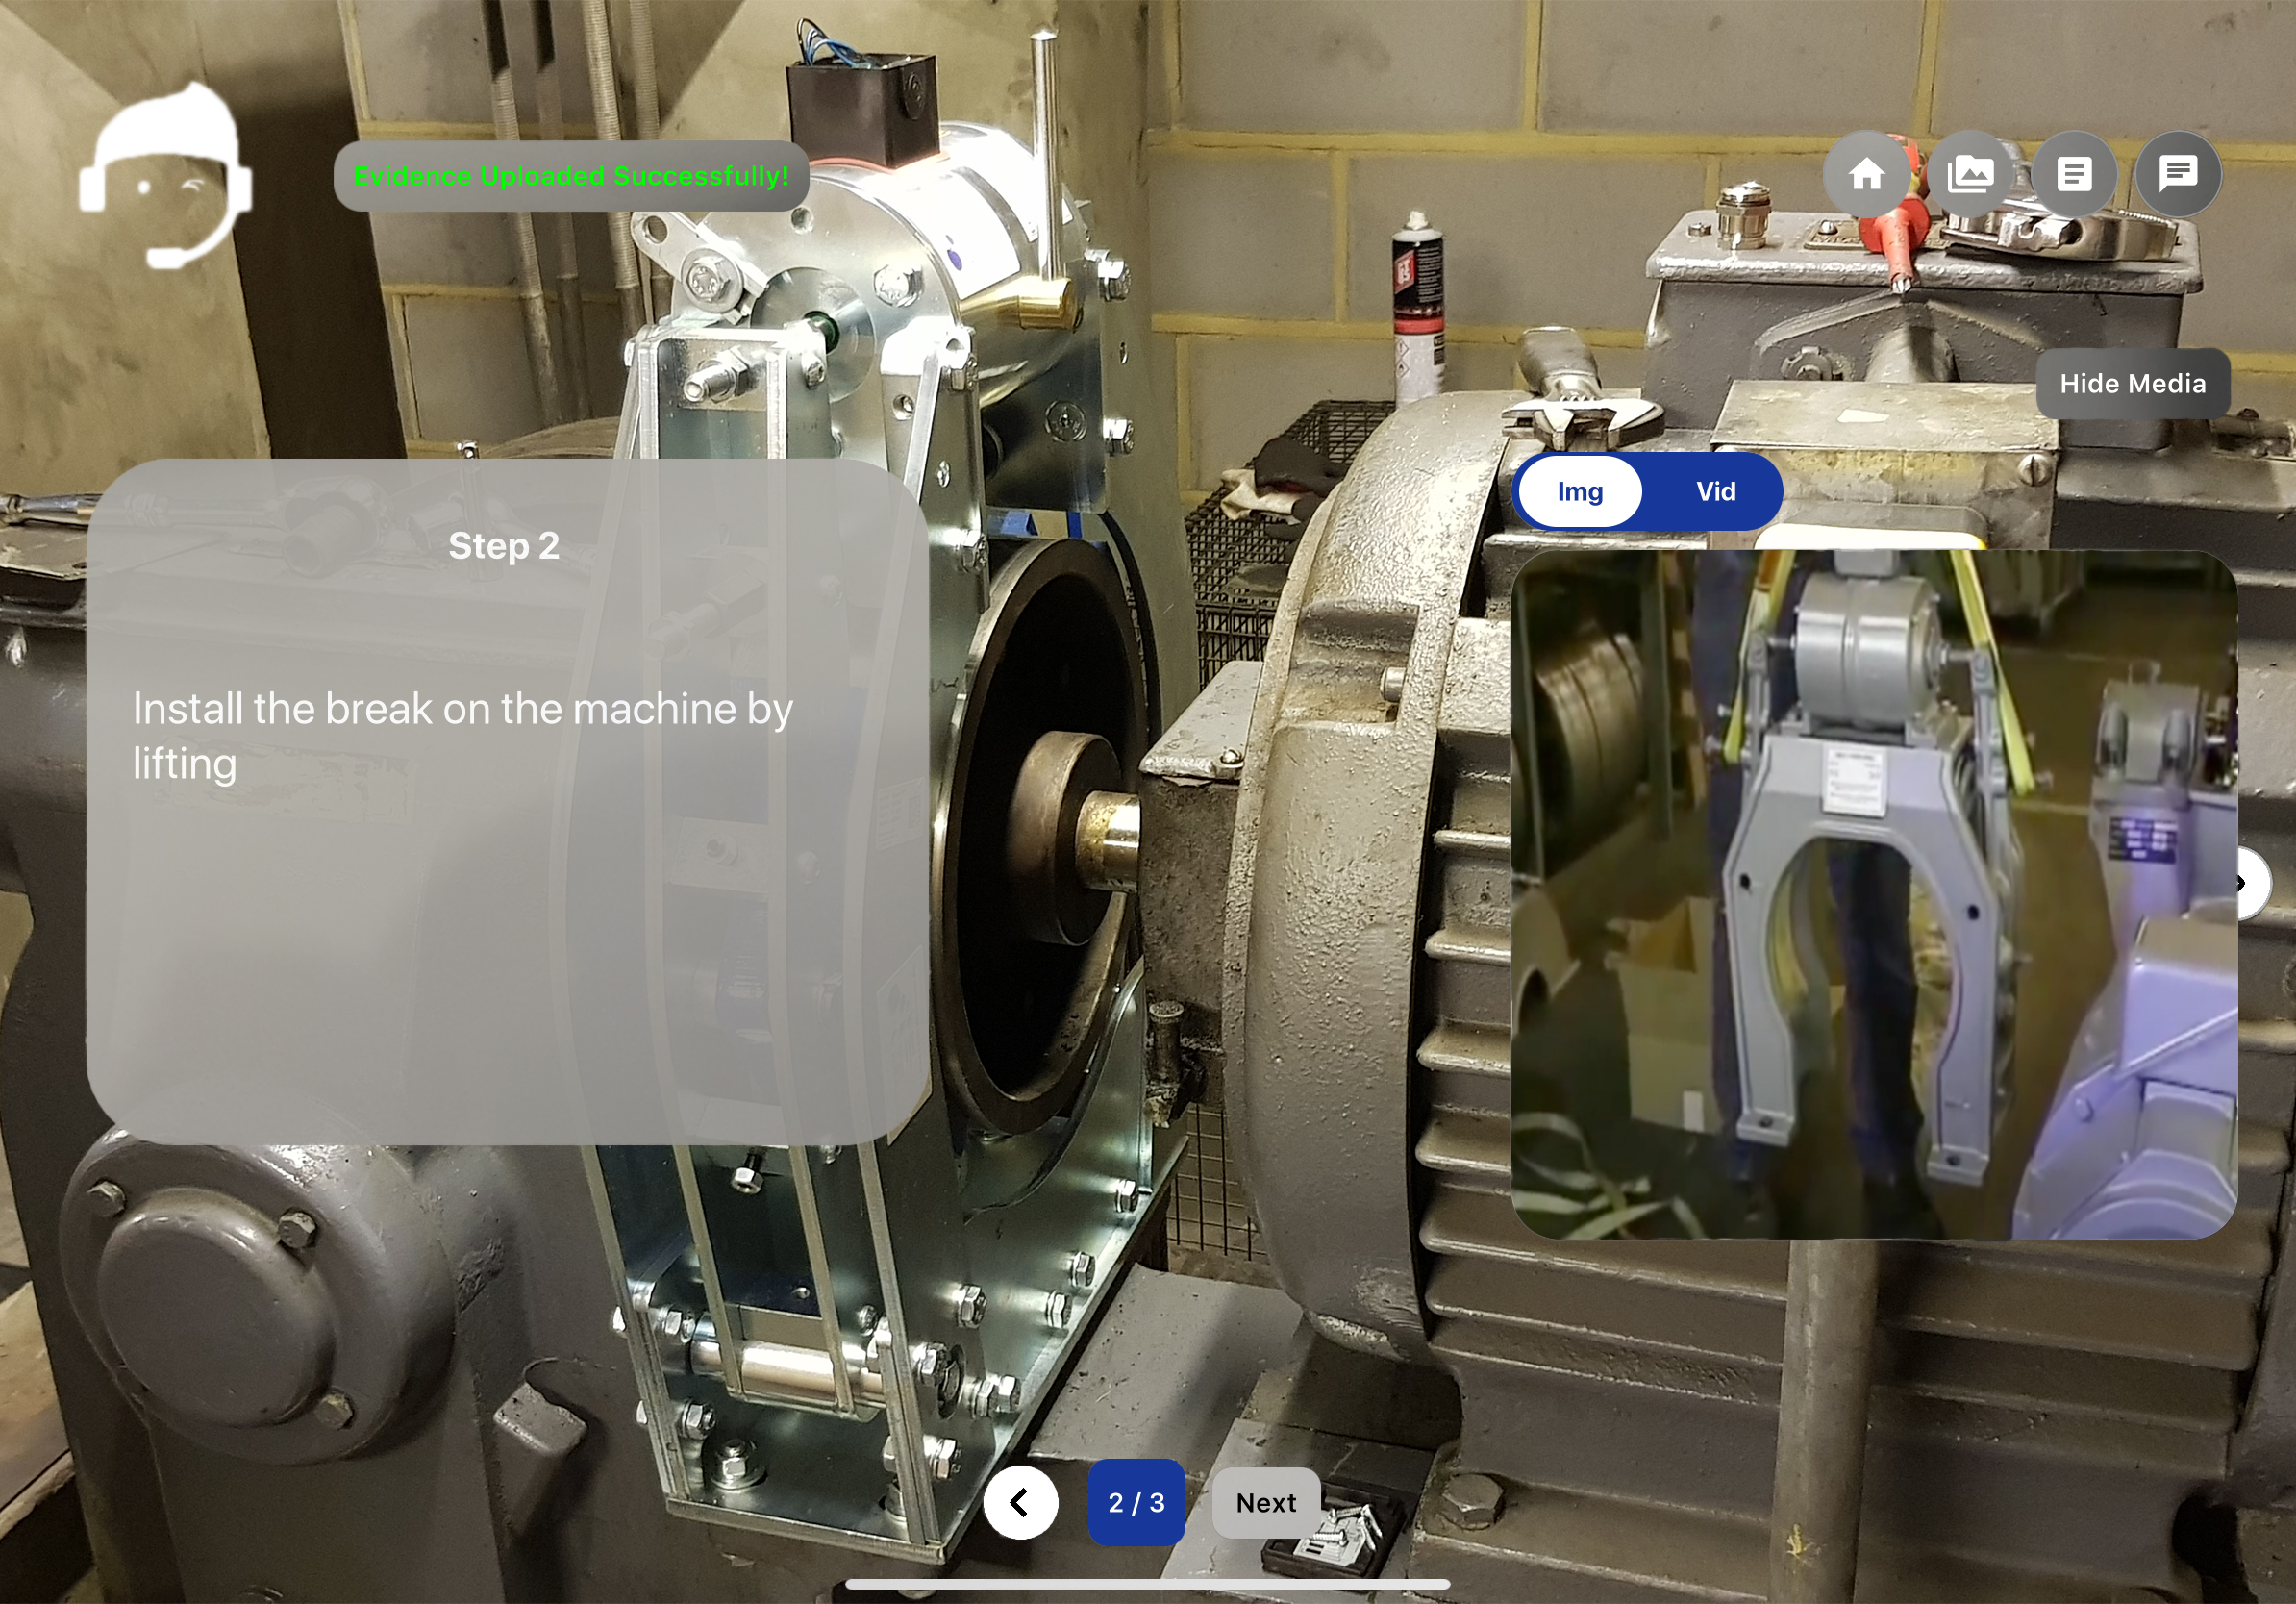 Evidence Uploaded Successfully!
Hide Media
Img
Vid
Step 2
Install the break on the machine by
lifting
2 / 3
Next